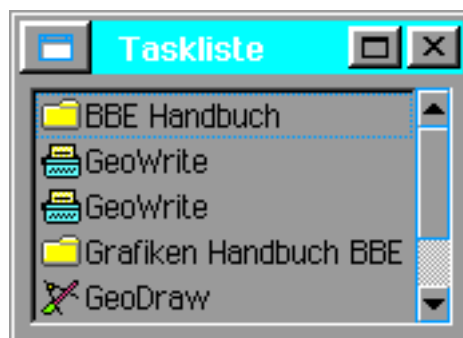 Taskliste
BBE Handbuch
GeoWrite
GeoWrite
Grafiken Handbuch BBE
GeoDraw